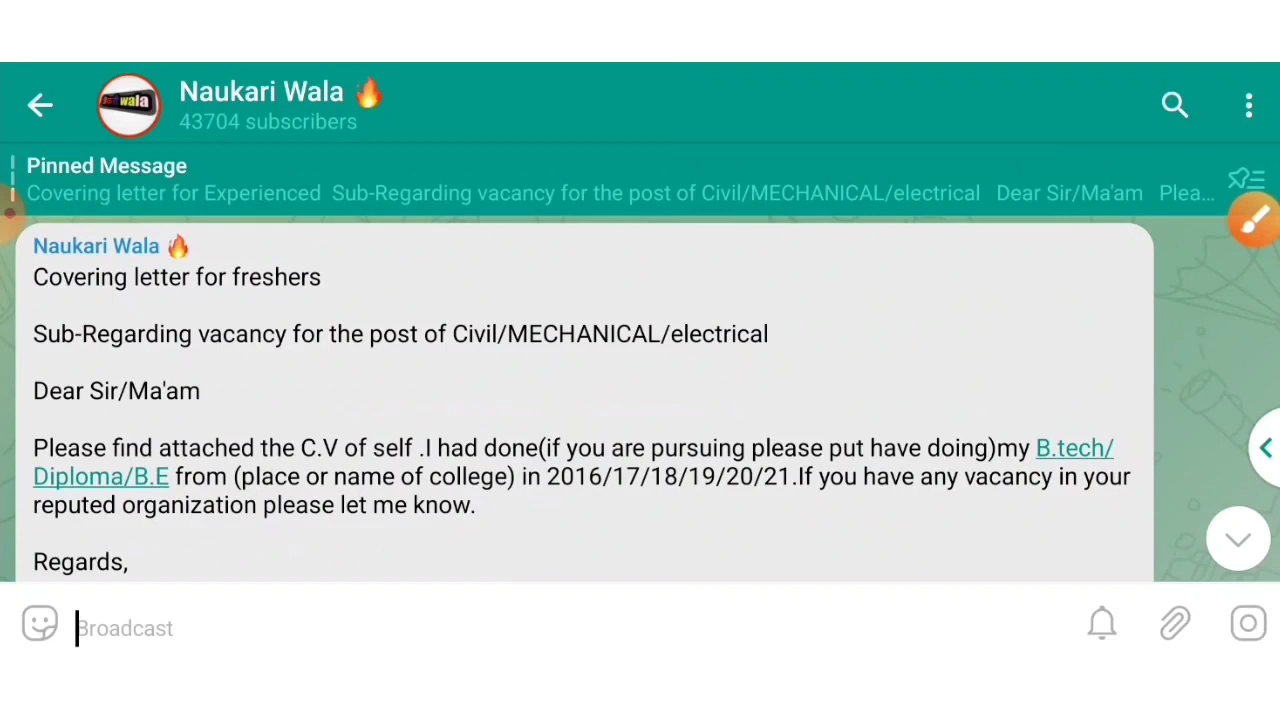 Naukari Wala 🔥
wala
43704 subscribers
Pinned Message
Covering letter for Experienced Sub-Regarding vacancy for the post of Civil/MECHANICAL/electrical Dear Sir/Ma'am Plea...
Naukari Wala 🔥
Covering letter for freshers
Sub-Regarding vacancy for the post of Civil/MECHANICAL/electrical
Dear Sir/Ma'am
Please find attached the C.V of self .I had done(if you are pursuing please put have doing)my B.tech/
Diploma/B.E from (place or name of college) in 2016/17/18/19/20/21.If you have any vacancy in your
reputed organization please let me know.
Regards,
Broadcast